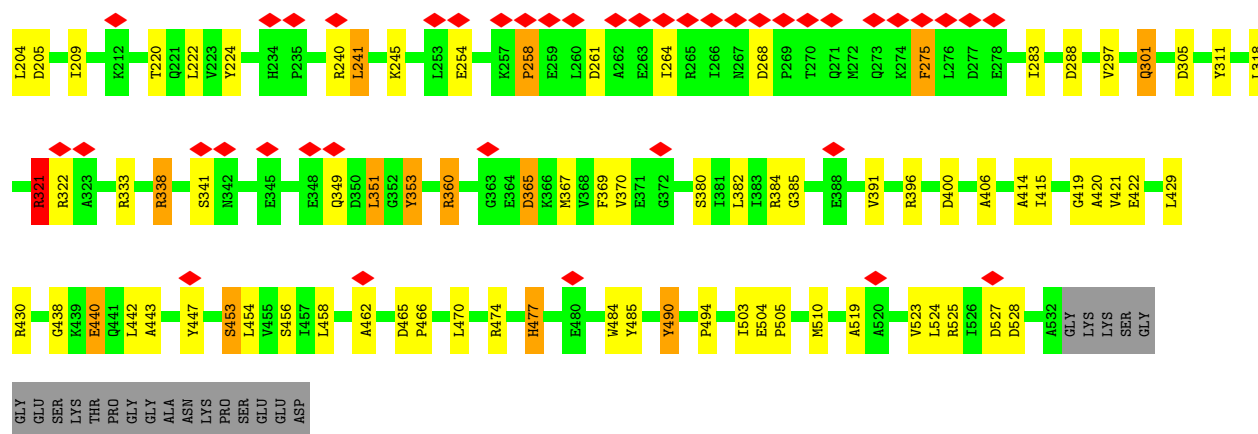 L204 D205 I209 K212 T220 Q221 L222 V223 Y224 H234 P235 R240 L241 K245 L253 E254 K257 P258 E259 L260 D261 A262 E263 I264 R265 I266 N267 D268 P269 T270 Q271 M272 Q273 K274 F275 L276 D277 E278 I283 D288 V297 Q301 D305 Y311 L318
R321 R322 A323 R333 R338 S341 N342 E345 E348 Q349 D350 L351 G352 Y353 R360 G363 E364 D365 K366 M367 V368 F369 V370 E371 G372 S380 I381 L382 I383 R384 G385 E388 V391 R396 D400 A406 A414 I415 G419 A420 V421 E422 L429
R430 G438 K439 E440 Q441 L442 A443 Y447 S453 L454 V455 S456 I457 L458 A462 D465 P466 L470 R474 H477 E480 W484 Y485 Y490 P494 I503 E504 P505 M510 A519 A520 V523 L524 R525 I526 D527 D528 A532 GLY LYS LYS SER GLY
GLY GLU SER LYS THR PRO GLY GLY ALA ASN LYS PRO SER GLU GLU ASP